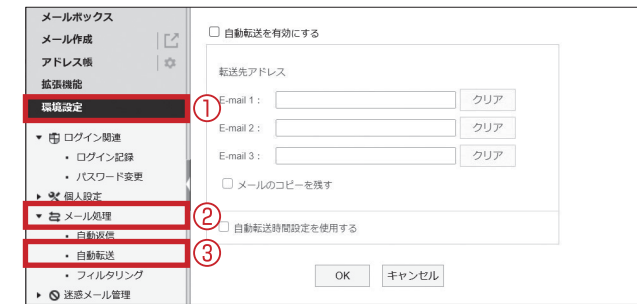 メールボックス
メール作成
アドレス帳
拡張機能
環境設定
①
ログイン関連
・ログイン記録
・パスワード変更
個人設定
メール処理
②
・自動返信
・自動転送
③
・フィルタリング
迷惑メール管理
自動転送を有効にする
転送先アドレス
E-mail 1 : クリア
E-mail 2 : クリア
E-mail 3 : クリア
メールのコピーを残す
自動転送時間設定を使用する
OK キャンセル